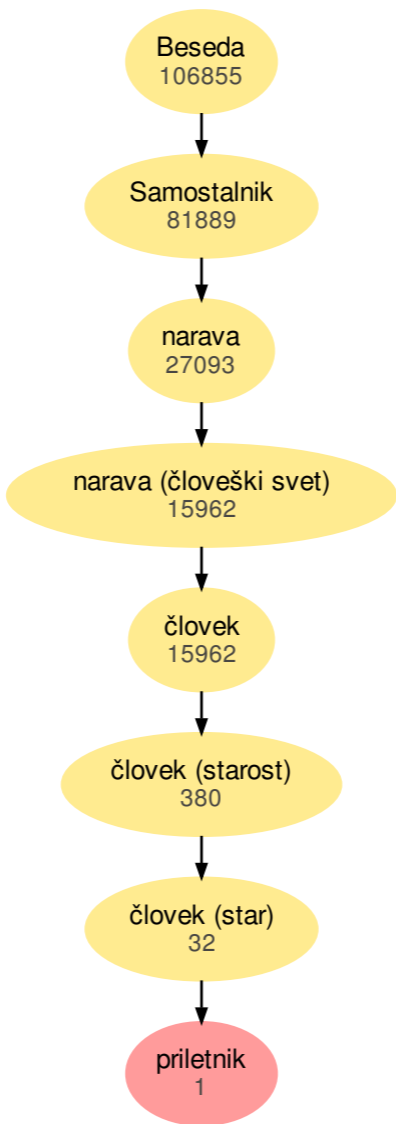 Beseda
106855
Samostalnik
81889
narava
27093
narava (človeški svet)
15962
človek
15962
človek (starost)
380
človek (star)
32
priletnik
1